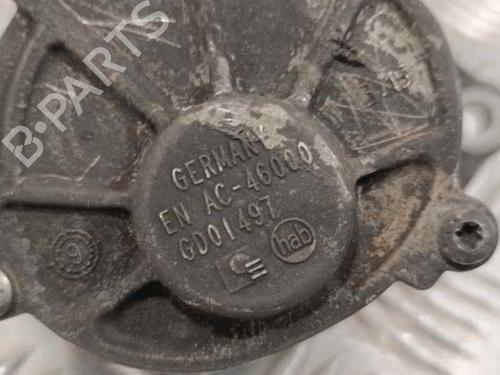 B-PARTS
GERMANY
EN AC-46000
GD01497
hab